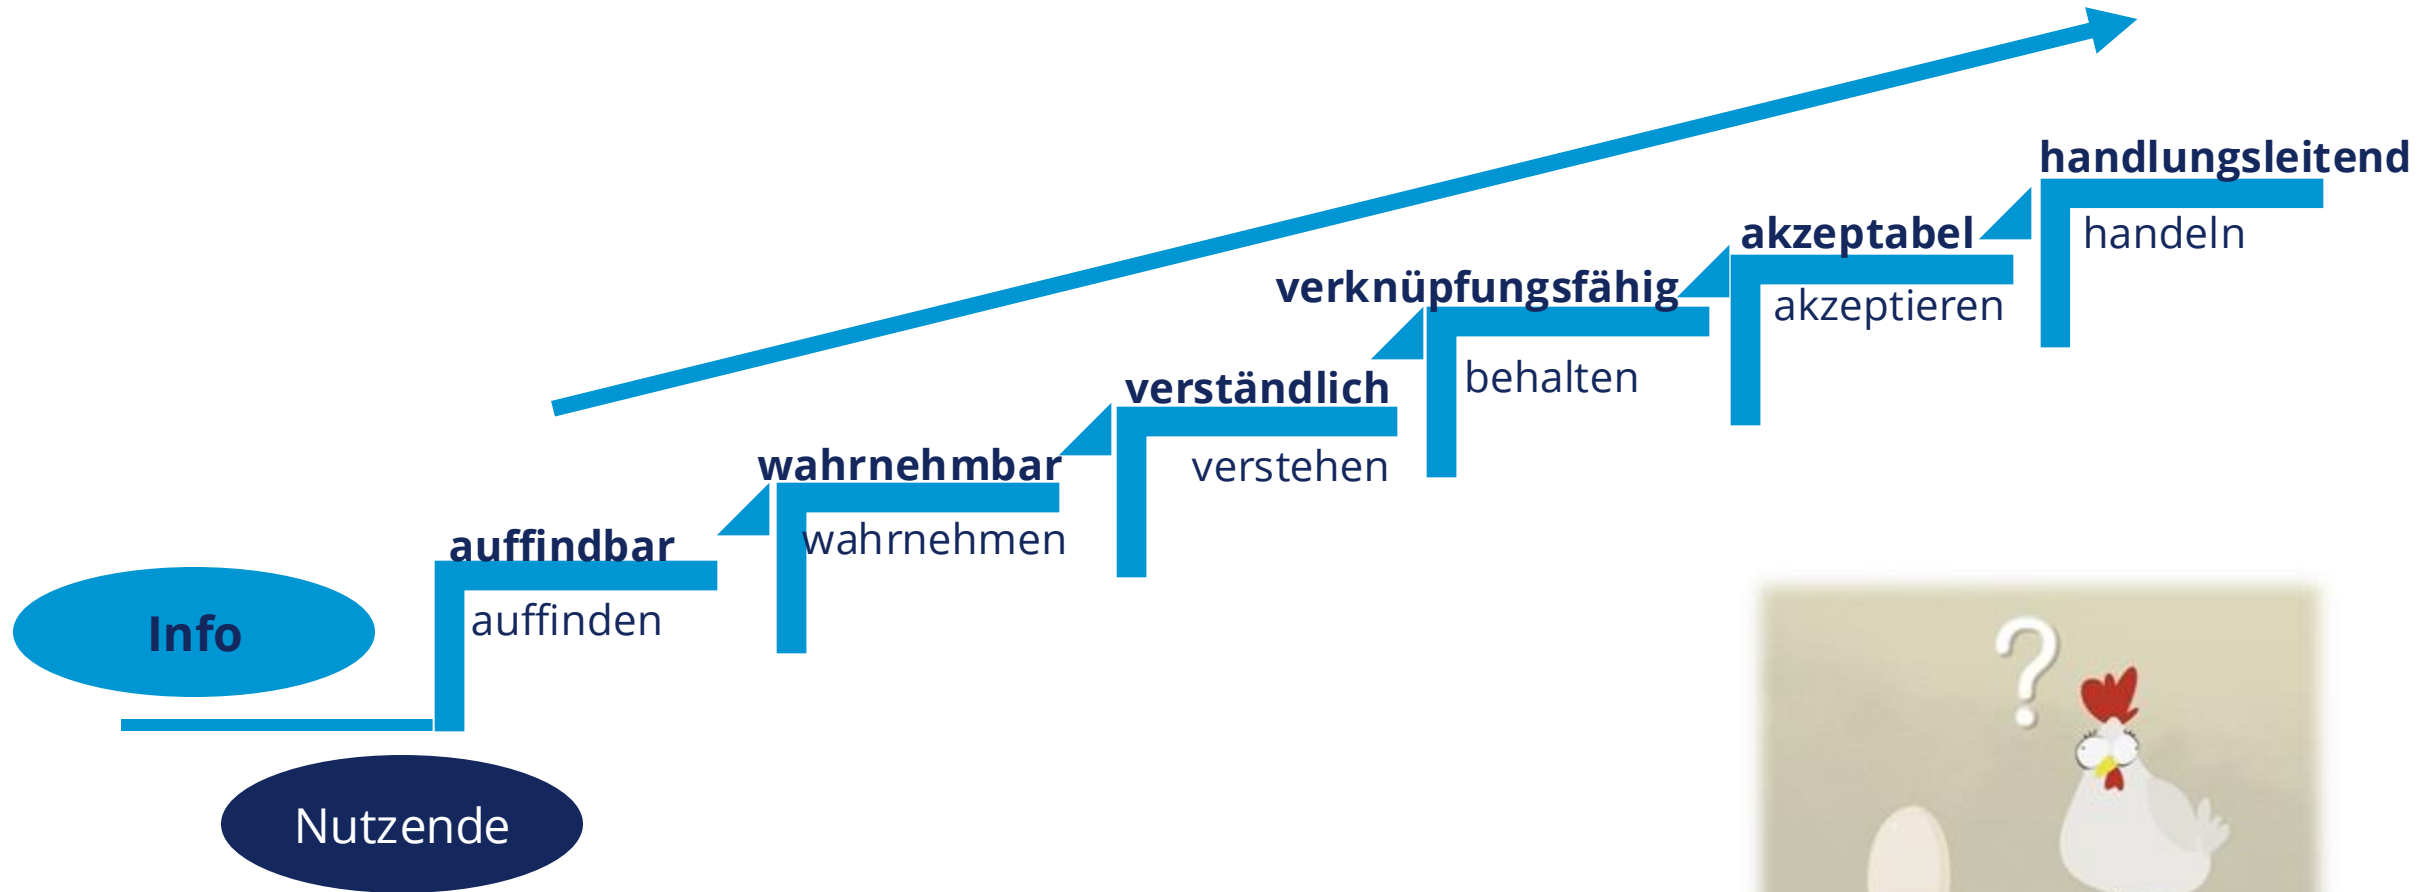 handlungsleitend
handeln
akzeptabel
akzeptieren
verknüpfungsfähig
behalten
verständlich
verstehen
wahrnehmbar
wahrnehmen
auffindbar
auffinden
Info
Nutzende
?